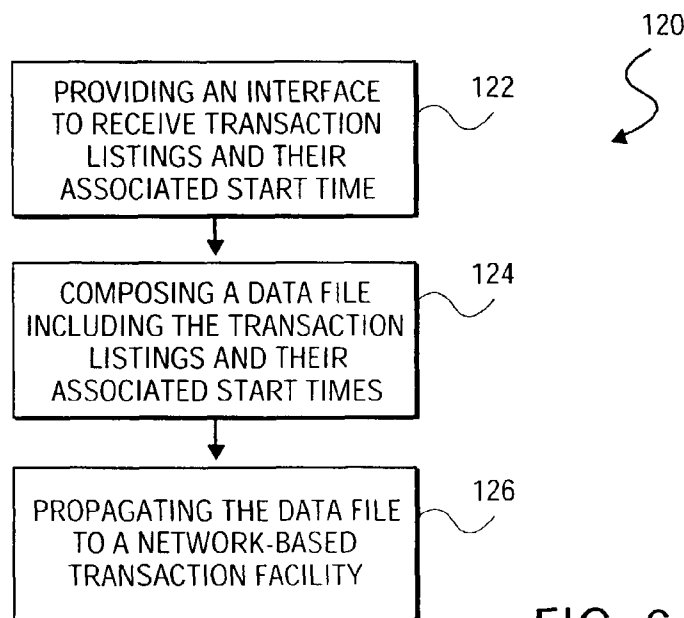 120
PROVIDING AN INTERFACE
TO RECEIVE TRANSACTION
LISTINGS AND THEIR
ASSOCIATED START TIME
122
COMPOSING A DATA FILE
INCLUDING THE TRANSACTION
LISTINGS AND THEIR
ASSOCIATED START TIMES
124
PROPAGATING THE DATA FILE
TO A NETWORK-BASED
TRANSACTION FACILITY
126
FIG.